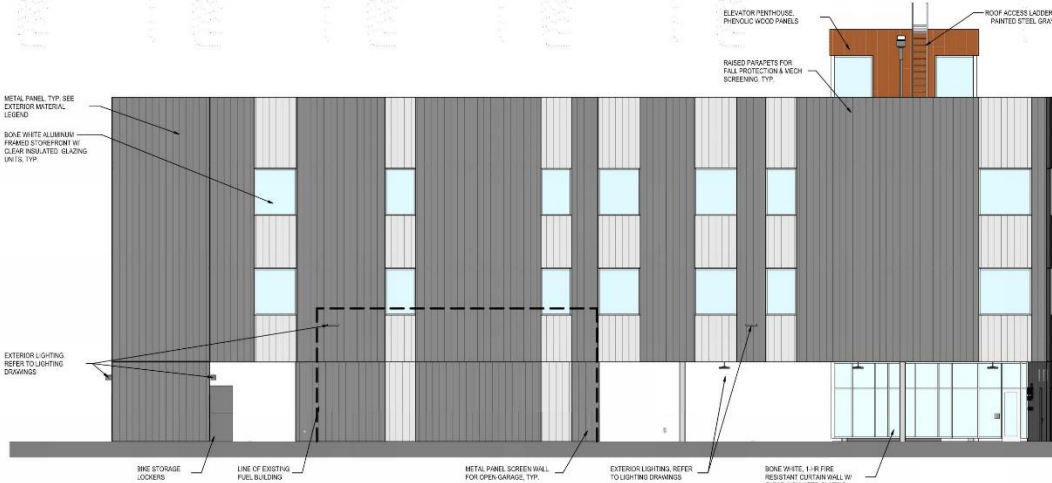 ELEVATOR PENTHOUSE,
PHENOLIC WOOD PANELS
ROOF ACCESS LADDER
PAINTED STEEL GRAY
RAISED PARAPETS FOR
FALL PROTECTION & MECH
SCREENING, TYP.
METAL PANEL, TYP. SEE
EXTERIOR MATERIAL
LEGEND
BONE WHITE ALUMINUM
FRAMED STOREFRONT W/
CLEAR INSULATED GLAZING
UNITS, TYP.
EXTERIOR LIGHTING
REFER TO LIGHTING
DRAWINGS
BIKE STORAGE
LOCKERS
LINE OF EXISTING
FUEL BUILDING
METAL PANEL SCREEN WALL
FOR OPEN-GARAGE, TYP.
EXTERIOR LIGHTING, REFER
TO LIGHTING DRAWINGS
BONE WHITE, 1-HR FIRE
RESISTANT CURTAIN WALL W/